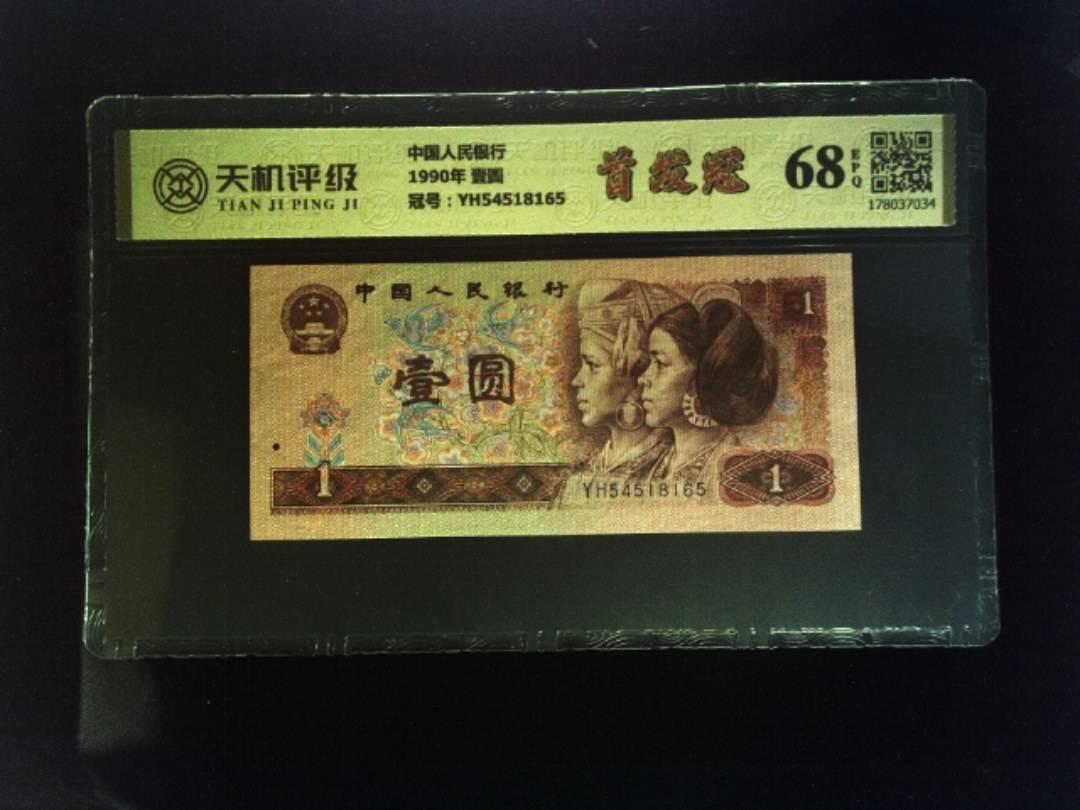 天机评级
TIAN JI PING JI
中国人民银行
1990年 壹圆
冠号：YH54518165
首发冠
68
EPQ
178037034
中国人民银行
1
壹圆
1
YH54518165
1